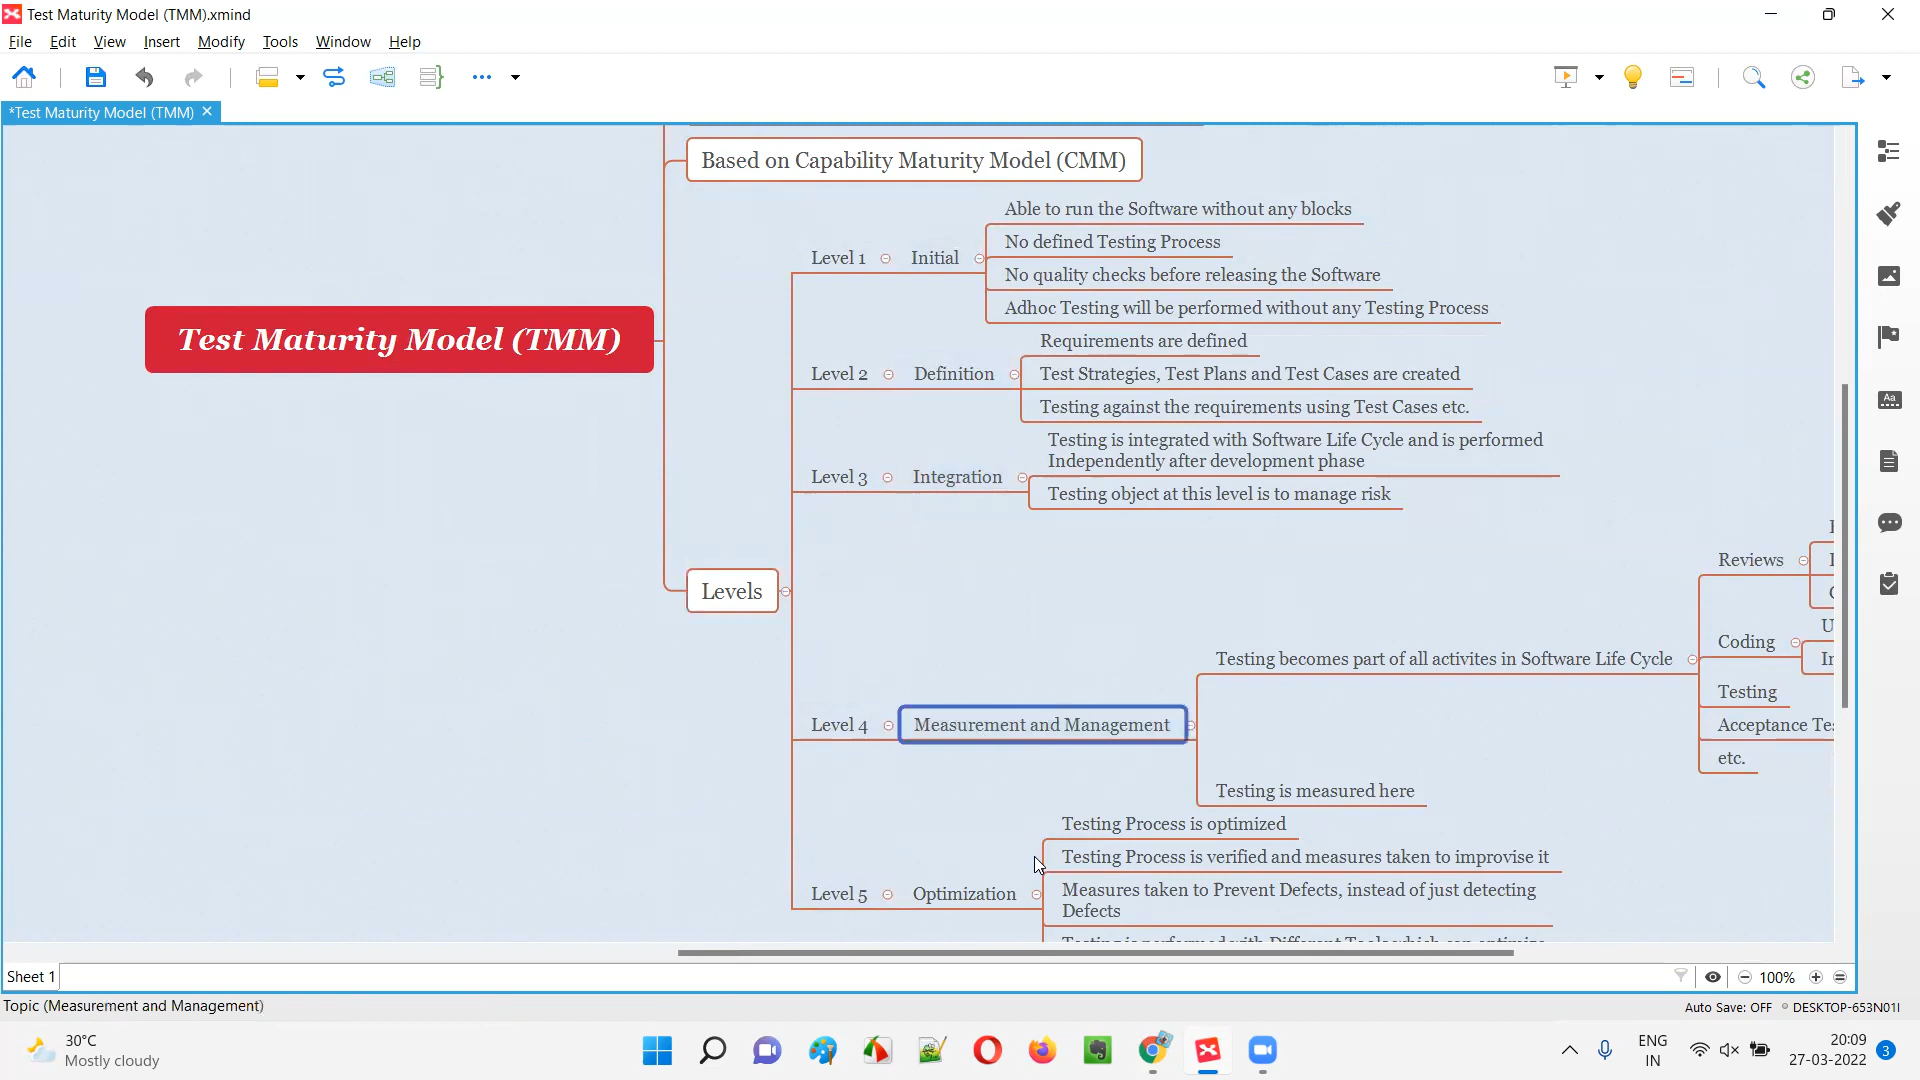 Test Maturity Model (TMM).xmind
File Edit View Insert Modify Tools Window Help
*Test Maturity Model (TMM)
Based on Capability Maturity Model (CMM)
Able to run the Software without any blocks
No defined Testing Process
Level 1 Initial
No quality checks before releasing the Software
Adhoc Testing will be performed without any Testing Process
Test Maturity Model (TMM)
Requirements are defined
Level 2 Definition
Test Strategies, Test Plans and Test Cases are created
Testing against the requirements using Test Cases etc.
Testing is integrated with Software Life Cycle and is performed
Independently after development phase
Level 3 Integration
Testing object at this level is to manage risk
Levels
Reviews
Coding
U
Testing becomes part of all activites in Software Life Cycle
Testing
Acceptance
etc.
Level 4 Measurement and Management
Testing is measured here
Testing Process is optimized
Testing Process is verified and measures taken to improvise it
Level 5 Optimization
Measures taken to Prevent Defects, instead of just detecting
Defects
Sheet 1
100%
Topic (Measurement and Management)
Auto Save: OFF
DESKTOP-653N01I
30°C
Mostly cloudy
ENG
IN
20:09
27-03-2022
3
Aa